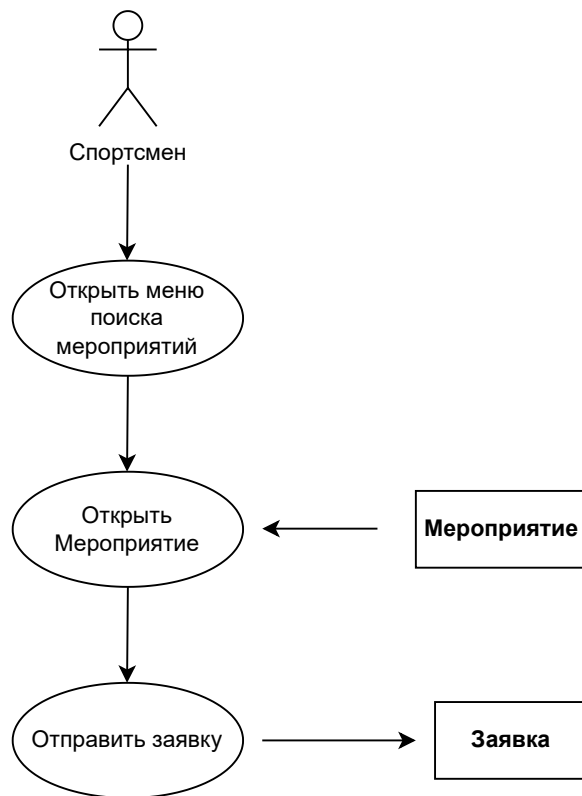 Спортсмен
Открыть меню
поиска
мероприятий
Открыть
Мероприятие
Мероприятие
Отправить заявку
Заявка